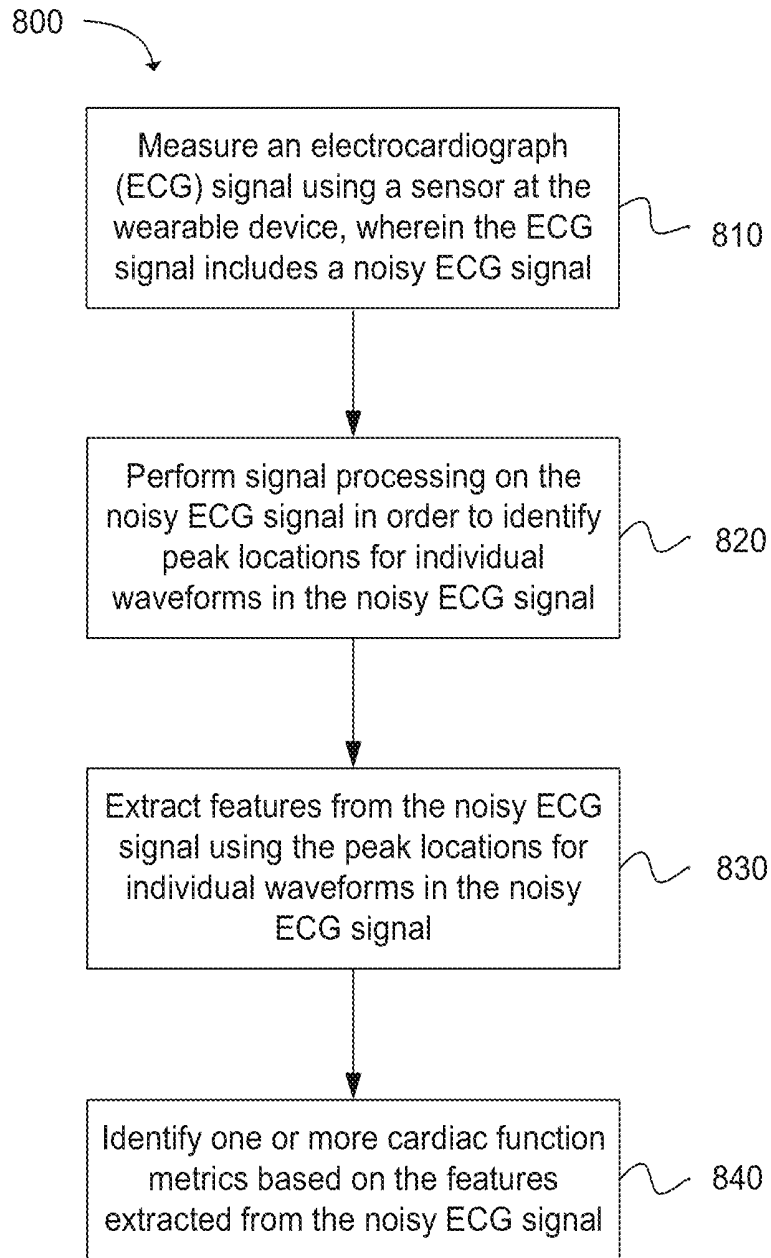 800
Measure an electrocardiograph
(ECG) signal using a sensor at the
wearable device, wherein the ECG
signal includes a noisy ECG signal
810
Perform signal processing on the
noisy ECG signal in order to identify
peak locations for individual
waveforms in the noisy ECG signal
820
Extract features from the noisy ECG
signal using the peak locations for
individual waveforms in the noisy
ECG signal
830
Identify one or more cardiac function
metrics based on the features
extracted from the noisy ECG signal
840